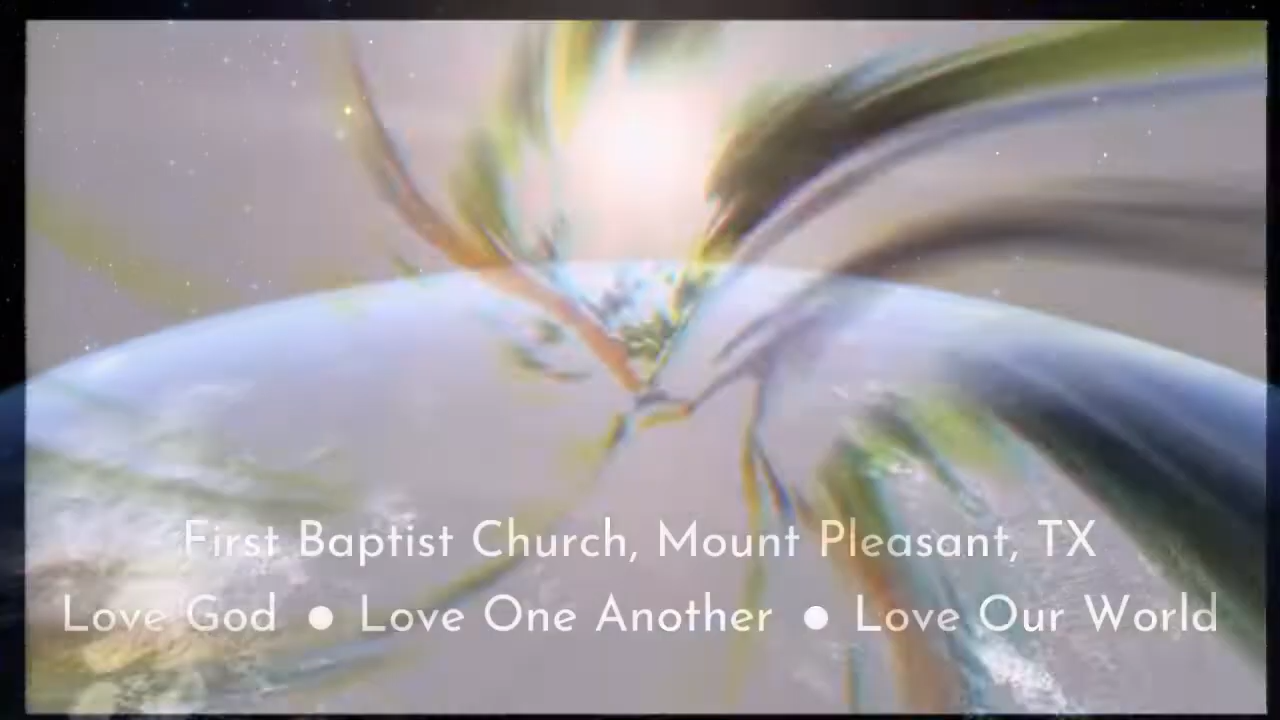 First Baptist Church, Mount Pleasant, TX
Love God ● Love One Another ● Love Our World